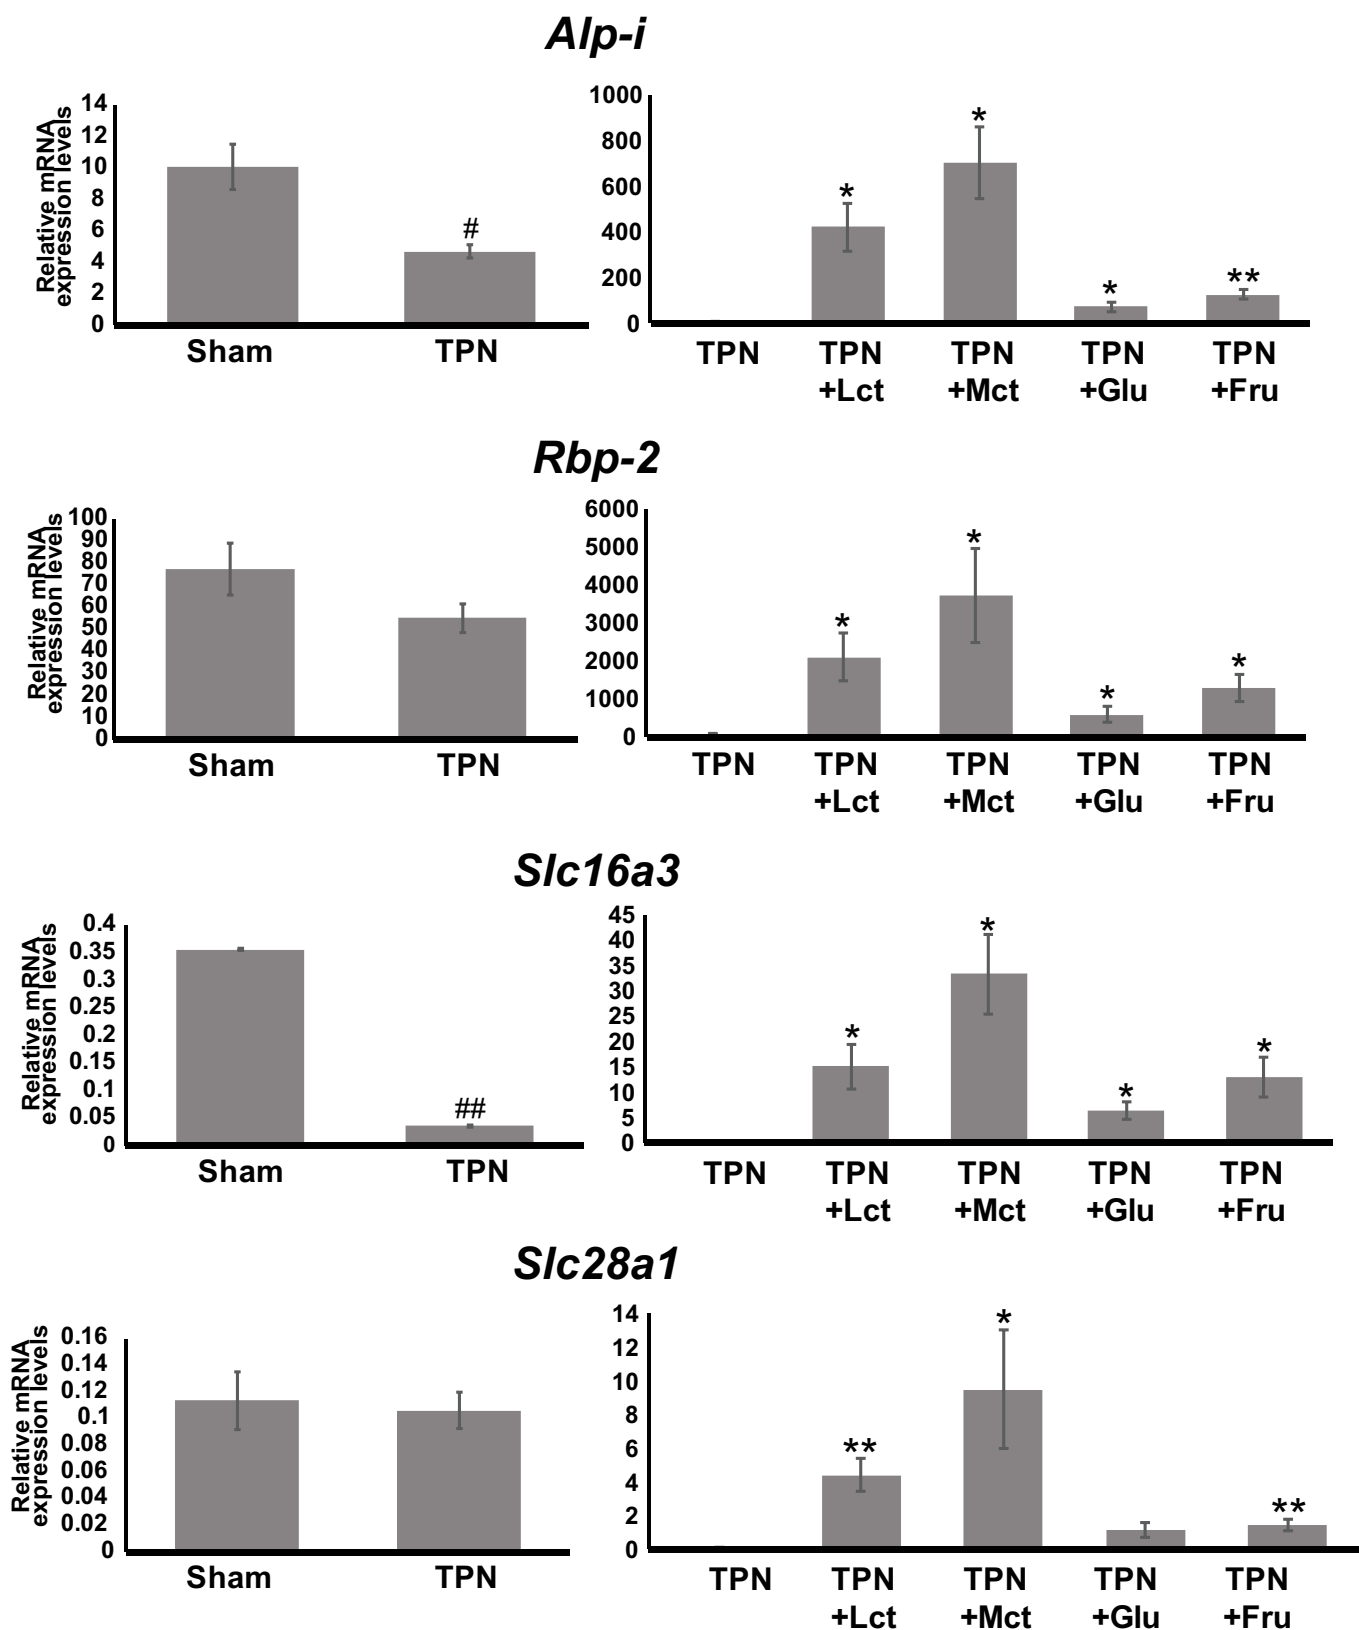 Alp-i
Relative mRNA
expression levels
14
12
10
8
6
4
2
0
#
Sham
TPN
1000
800
600
400
200
0
*
*
*
**
TPN
TPN
+Lct
TPN
+Mct
TPN
+Glu
TPN
+Fru
Rbp-2
Relative mRNA
expression levels
100
90
80
70
60
50
40
30
20
10
0
Sham
TPN
6000
5000
4000
3000
2000
1000
0
*
*
*
*
TPN
TPN
+Lct
TPN
+Mct
TPN
+Glu
TPN
+Fru
Slc16a3
Relative mRNA
expression levels
0.4
0.35
0.3
0.25
0.2
0.15
0.1
0.05
0
##
Sham
TPN
45
40
35
30
25
20
15
10
5
0
*
*
*
*
TPN
TPN
+Lct
TPN
+Mct
TPN
+Glu
TPN
+Fru
Slc28a1
Relative mRNA
expression levels
0.16
0.14
0.12
0.1
0.08
0.06
0.04
0.02
0
Sham
TPN
14
12
10
8
6
4
2
0
**
*
**
TPN
TPN
+Lct
TPN
+Mct
TPN
+Glu
TPN
+Fru